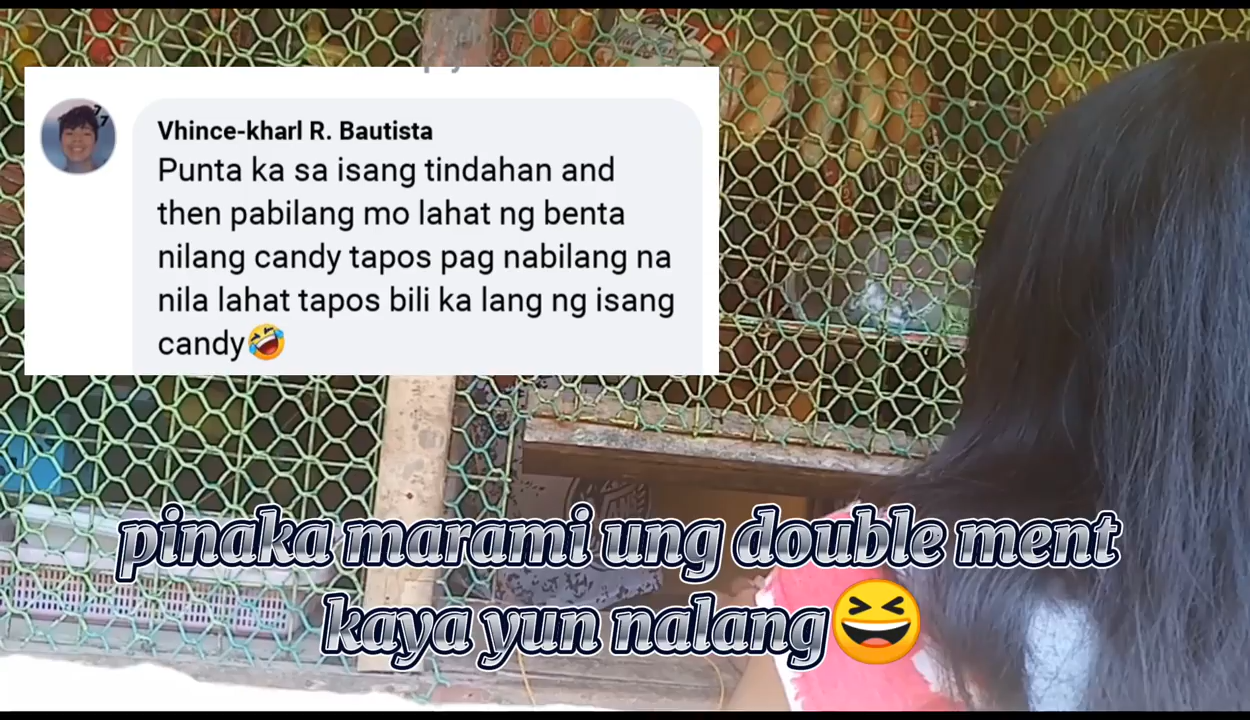 Vhince-kharl R. Bautista
Punta ka sa isang tindahan and
then pabilang mo lahat ng benta
nilang candy tapos pag nabilang na
nila lahat tapos bili ka lang ng isang
candy🤣
pinaka marami ung double ment
kaya yun nalang😆